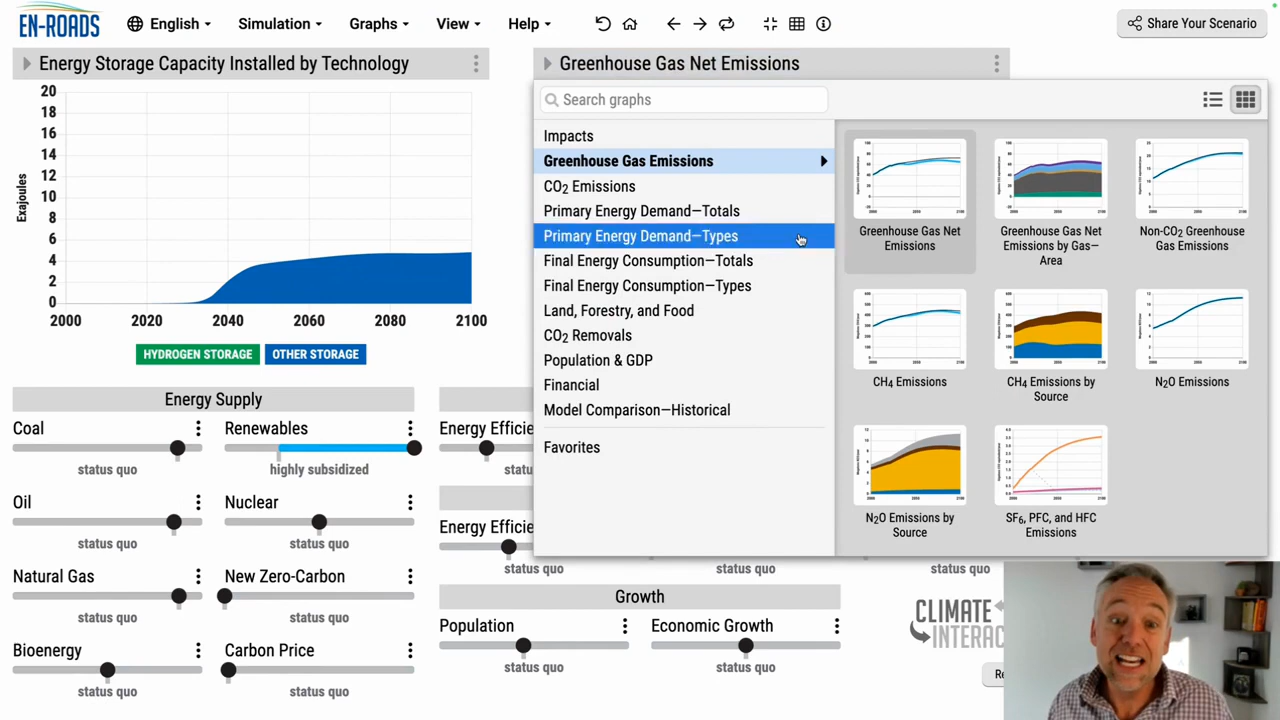 EN-ROADS
English
Simulation
Graphs
View
Help
Share Your Scenario
Energy Storage Capacity Installed by Technology
Greenhouse Gas Net Emissions
20
18
16
14
12
10
8
6
4
2
0
Exajoules
2000
2020
2040
2060
2080
2100
HYDROGEN STORAGE
OTHER STORAGE
Search graphs
Impacts
Greenhouse Gas Emissions
CO2 Emissions
Primary Energy Demand–Totals
Primary Energy Demand–Types
Final Energy Consumption–Totals
Final Energy Consumption–Types
Land, Forestry, and Food
CO2 Removals
Population & GDP
Financial
Model Comparison–Historical
Favorites
Greenhouse Gas Net
Emissions
Greenhouse Gas Net
Emissions by Gas–
Area
Non-CO2 Greenhouse
Gas Emissions
CH4 Emissions
CH4 Emissions by
Source
N2O Emissions
N2O Emissions by
Source
SF6, PFC, and HFC
Emissions
Energy Supply
Coal
status quo
Renewables
highly subsidized
Oil
status quo
Nuclear
status quo
Natural Gas
status quo
New Zero-Carbon
status quo
Bioenergy
status quo
Carbon Price
status quo
Energy Efficie
statu
Energy Efficie
status quo
status quo
status quo
Growth
Population
status quo
Economic Growth
status quo
CLIMATE
INTERAC
Re